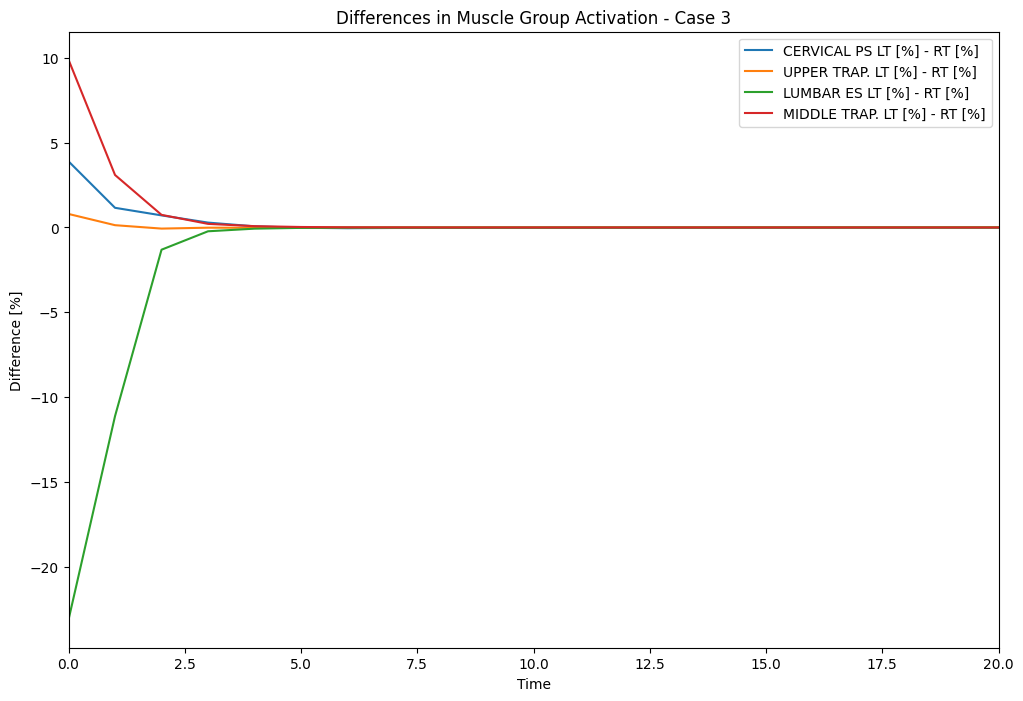 Differences in Muscle Group Activation - Case 3
CERVICAL PS LT [%] - RT [%]
UPPER TRAP. LT [%] - RT [%]
LUMBAR ES LT [%] - RT [%]
MIDDLE TRAP. LT [%] - RT [%]
Difference [%]
10
5
0
−5
−10
−15
−20
0.0 2.5 5.0 7.5 10.0 12.5 15.0 17.5 20.0
Time